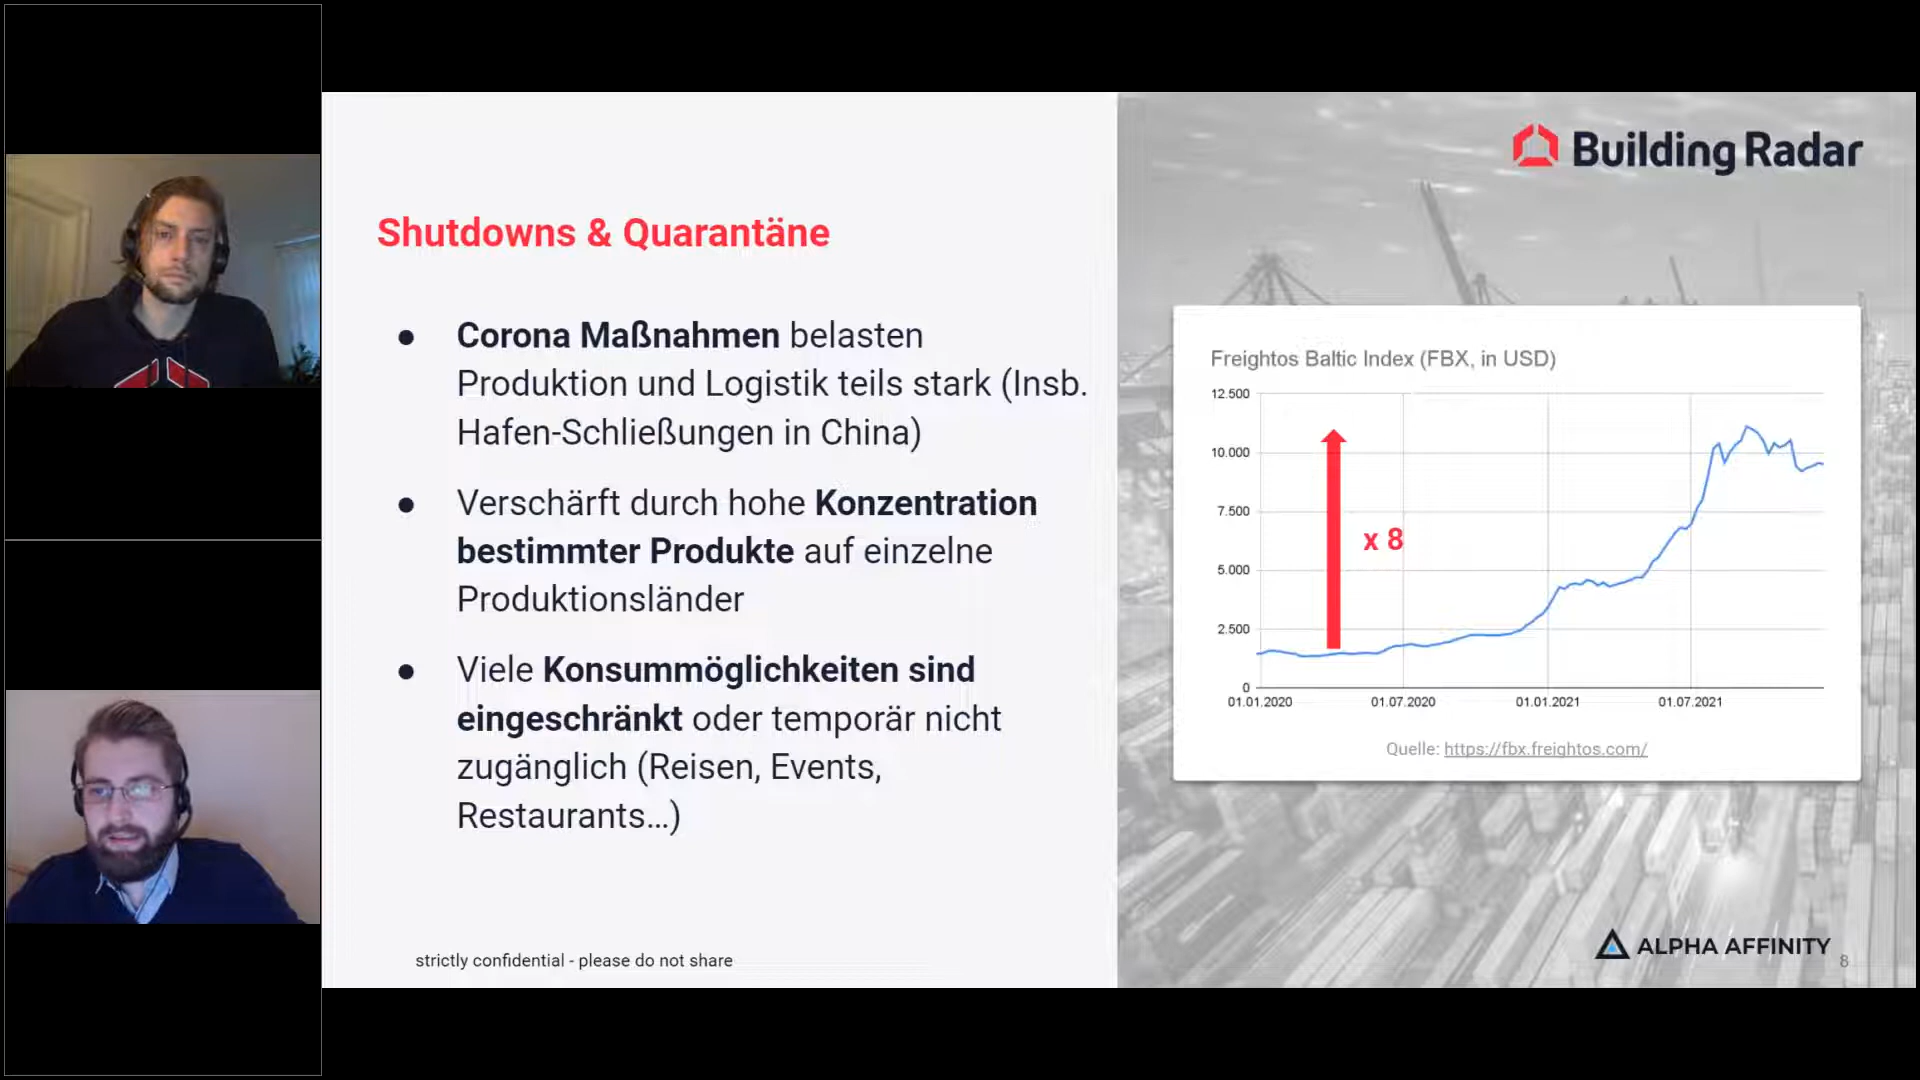 Building Radar
Shutdowns & Quarantäne
● Corona Maßnahmen belasten
Produktion und Logistik teils stark (Insb.
Hafen-Schließungen in China)
● Verschärft durch hohe Konzentration
bestimmter Produkte auf einzelne
Produktionsländer
● Viele Konsummöglichkeiten sind
eingeschränkt oder temporär nicht
zugänglich (Reisen, Events,
Restaurants...)
strictly confidential - please do not share
Freightos Baltic Index (FBX, in USD)
12.500
10.000
7.500
5.000
2.500
0
x 8
01.01.2020 01.07.2020 01.01.2021 01.07.2021
Quelle: https://fbx.freightos.com/
ALPHA AFFINITY
8